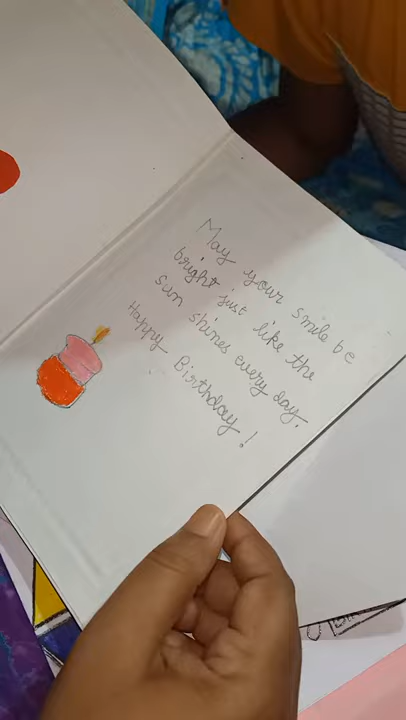 May your smile be
bright just like the
sun shines every day.
Happy Birthday!